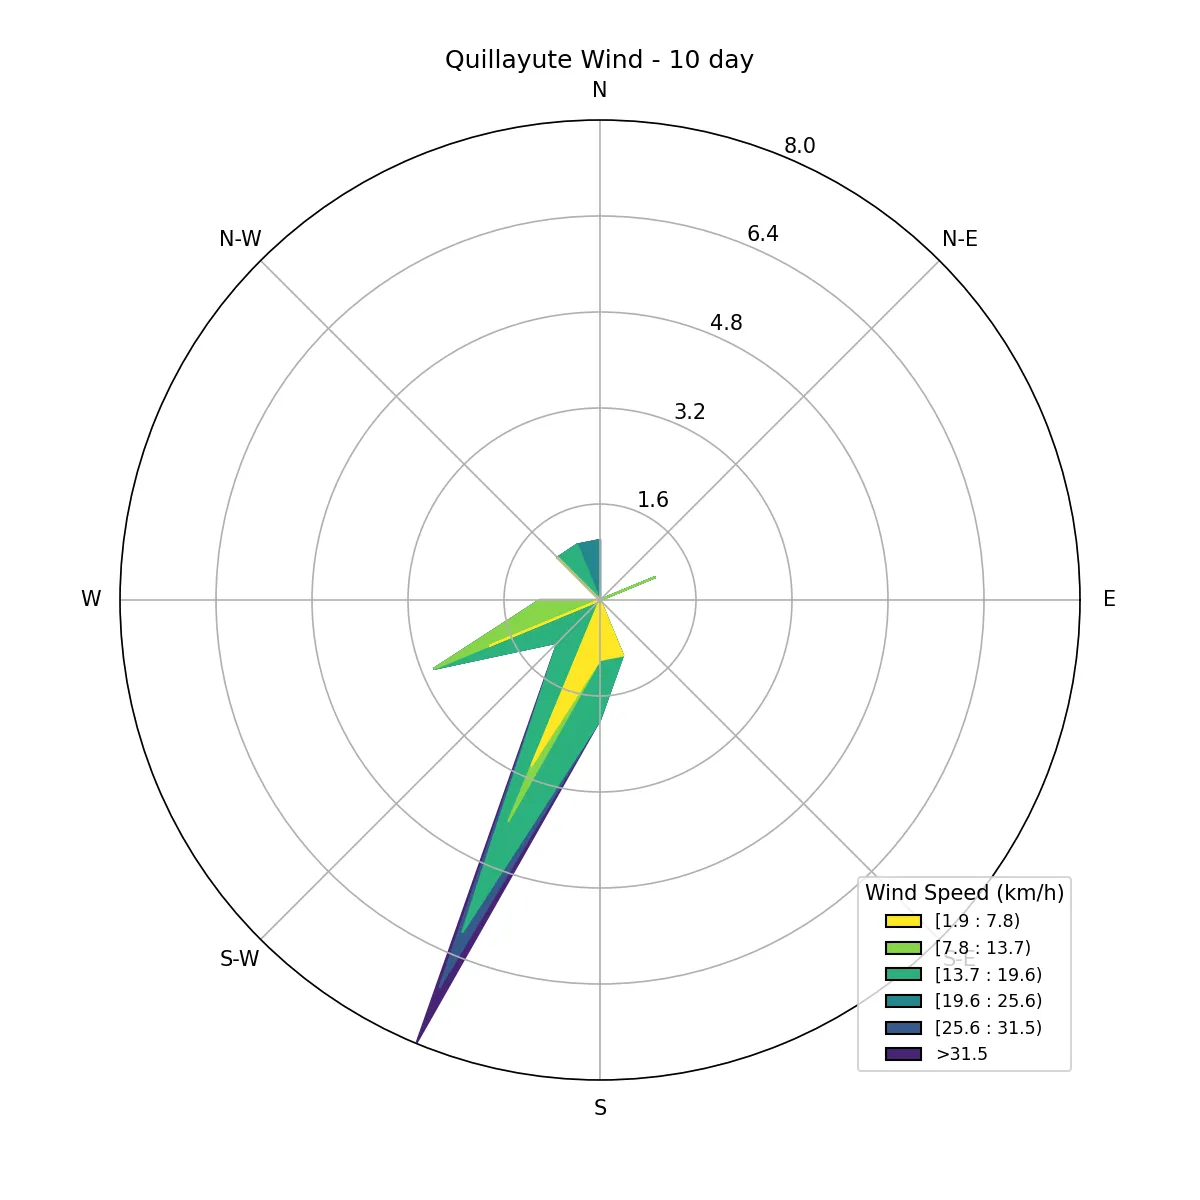 Quillayute Wind - 10 day
N
8.0
6.4
N-W
N-E
4.8
3.2
1.6
W
E
Wind Speed (km/h)
[1.9 : 7.8)
[7.8 : 13.7)
S-W
S-E
[13.7 : 19.6)
[19.6 : 25.6)
[25.6 : 31.5)
>31.5
S